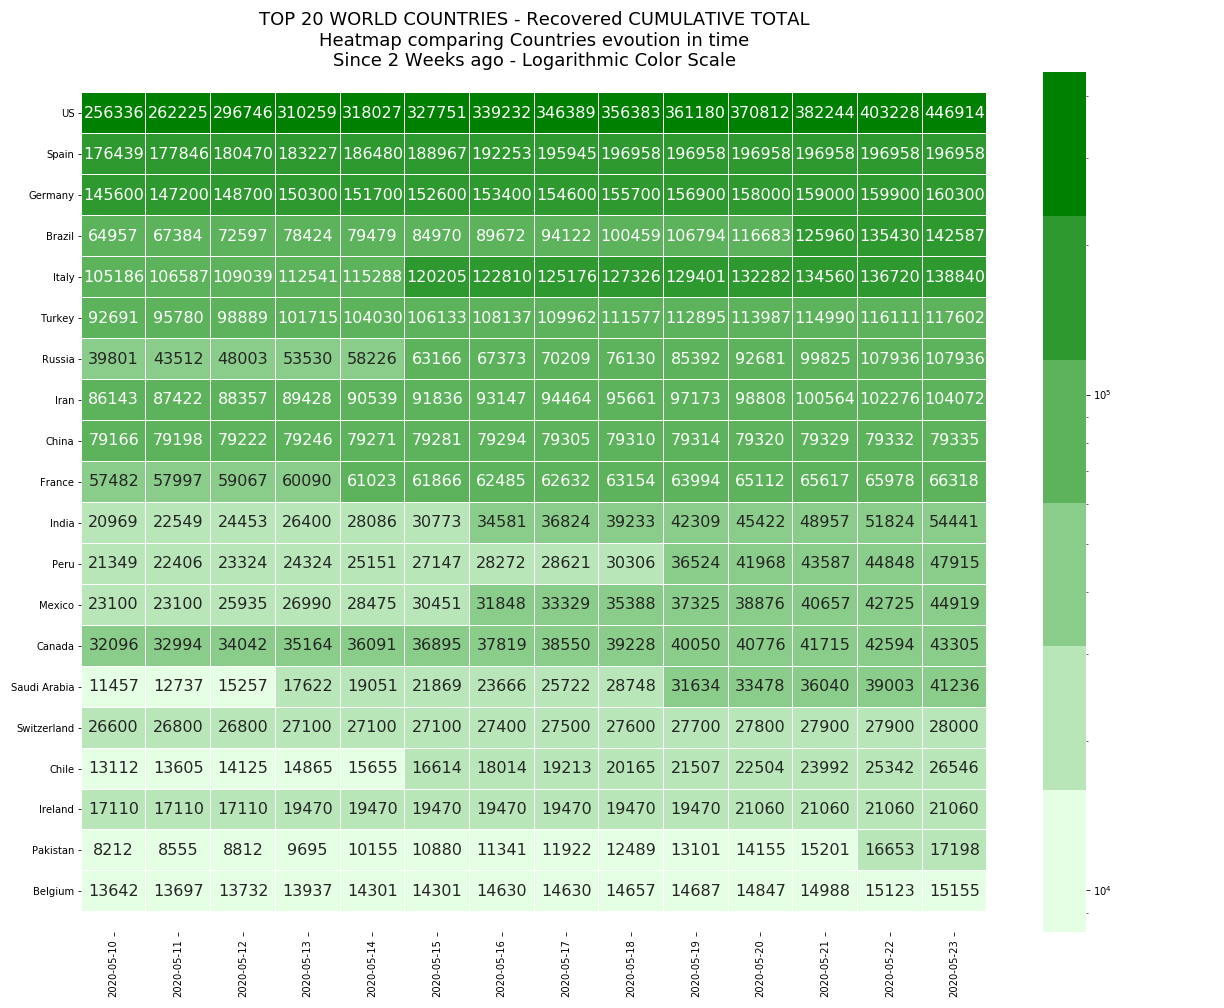 TOP 20 WORLD COUNTRIES - Recovered CUMULATIVE TOTAL
Heatmap comparing Countries evoution in time
Since 2 Weeks ago - Logarithmic Color Scale
US 256336 262225 296746 310259 318027 327751 339232 346389 356383 361180 370812 382244 403228 446914
Spain 176439 177846 180470 183227 186480 188967 192253 195945 196958 196958 196958 196958 196958 196958
Germany 145600 147200 148700 150300 151700 152600 153400 154600 155700 156900 158000 159000 159900 160300
Brazil 64957 67384 72597 78424 79479 84970 89672 94122 100459 106794 116683 125960 135430 142587
Italy 105186 106587 109039 112541 115288 120205 122810 125176 127326 129401 132282 134560 136720 138840
Turkey 92691 95780 98889 101715 104030 106133 108137 109962 111577 112895 113987 114990 116111 117602
Russia 39801 43512 48003 53530 58226 63166 67373 70209 76130 85392 92681 99825 107936 107936
Iran 86143 87422 88357 89428 90539 91836 93147 94464 95661 97173 98808 100564 102276 104072
10⁵
China 79166 79198 79222 79246 79271 79281 79294 79305 79310 79314 79320 79329 79332 79335
France 57482 57997 59067 60090 61023 61866 62485 62632 63154 63994 65112 65617 65978 66318
India 20969 22549 24453 26400 28086 30773 34581 36824 39233 42309 45422 48957 51824 54441
Peru 21349 22406 23324 24324 25151 27147 28272 28621 30306 36524 41968 43587 44848 47915
Mexico 23100 23100 25935 26990 28475 30451 31848 33329 35388 37325 38876 40657 42725 44919
Canada 32096 32994 34042 35164 36091 36895 37819 38550 39228 40050 40776 41715 42594 43305
Saudi Arabia 11457 12737 15257 17622 19051 21869 23666 25722 28748 31634 33478 36040 39003 41236
Switzerland 26600 26800 26800 27100 27100 27100 27400 27500 27600 27700 27800 27900 27900 28000
Chile 13112 13605 14125 14865 15655 16614 18014 19213 20165 21507 22504 23992 25342 26546
Ireland 17110 17110 17110 19470 19470 19470 19470 19470 19470 19470 21060 21060 21060 21060
Pakistan 8212 8555 8812 9695 10155 10880 11341 11922 12489 13101 14155 15201 16653 17198
Belgium 13642 13697 13732 13937 14301 14301 14630 14630 14657 14687 14847 14988 15123 15155
10⁴
2020-05-10 2020-05-11 2020-05-12 2020-05-13 2020-05-14 2020-05-15 2020-05-16 2020-05-17 2020-05-18 2020-05-19 2020-05-20 2020-05-21 2020-05-22 2020-05-23